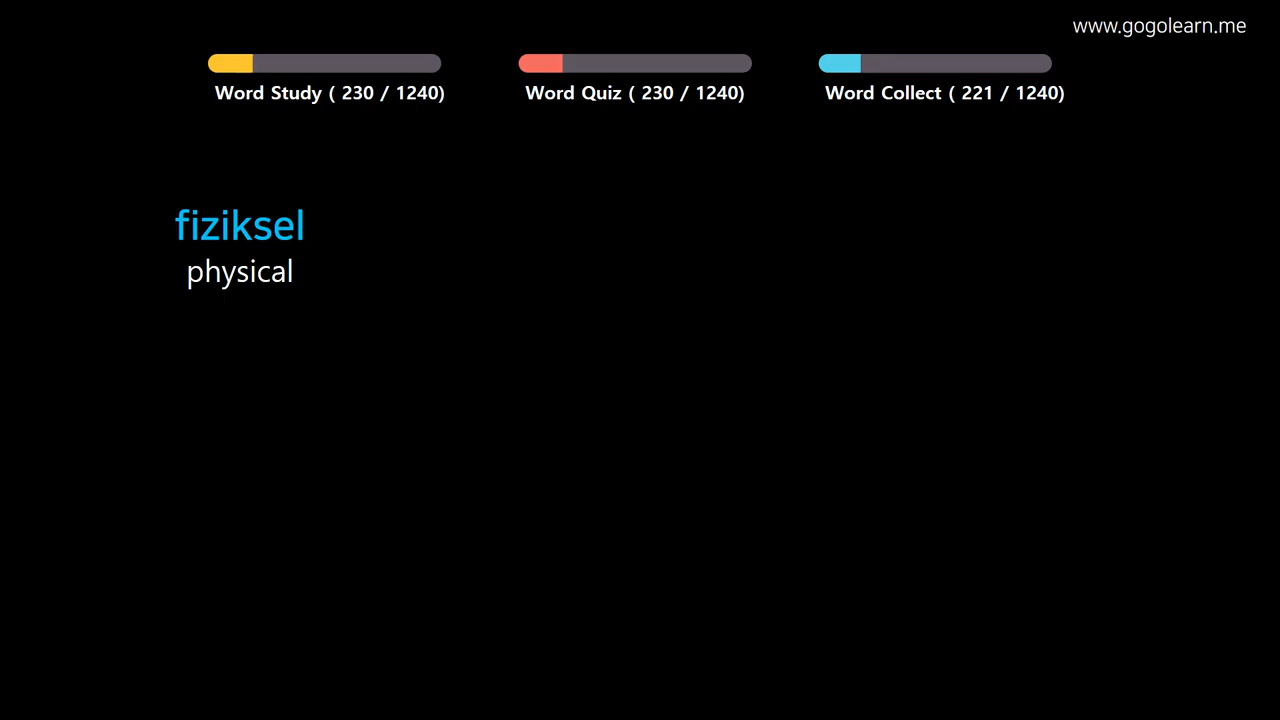 www.gogolearn.me
Word Study ( 230 / 1240)
Word Quiz ( 230 / 1240)
Word Collect ( 221 / 1240)
fiziksel
physical